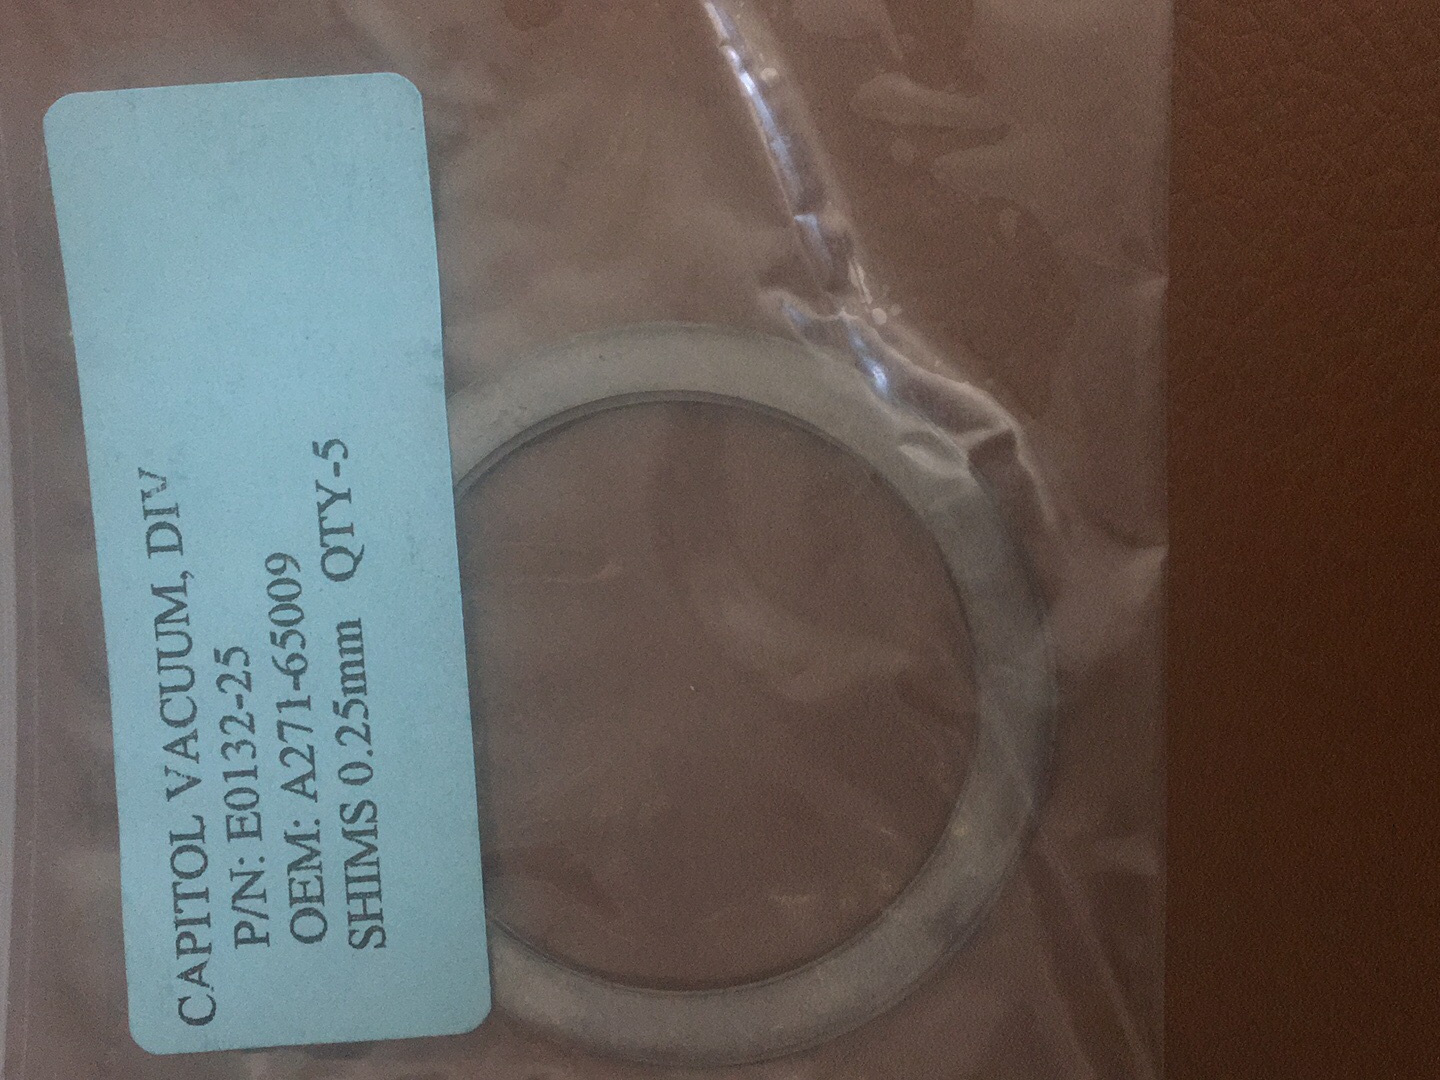 CAPITOL VACUUM, DIV
P/N: E0132-25
OEM: A271-65009
SHIMS 0.25mm QTY-5